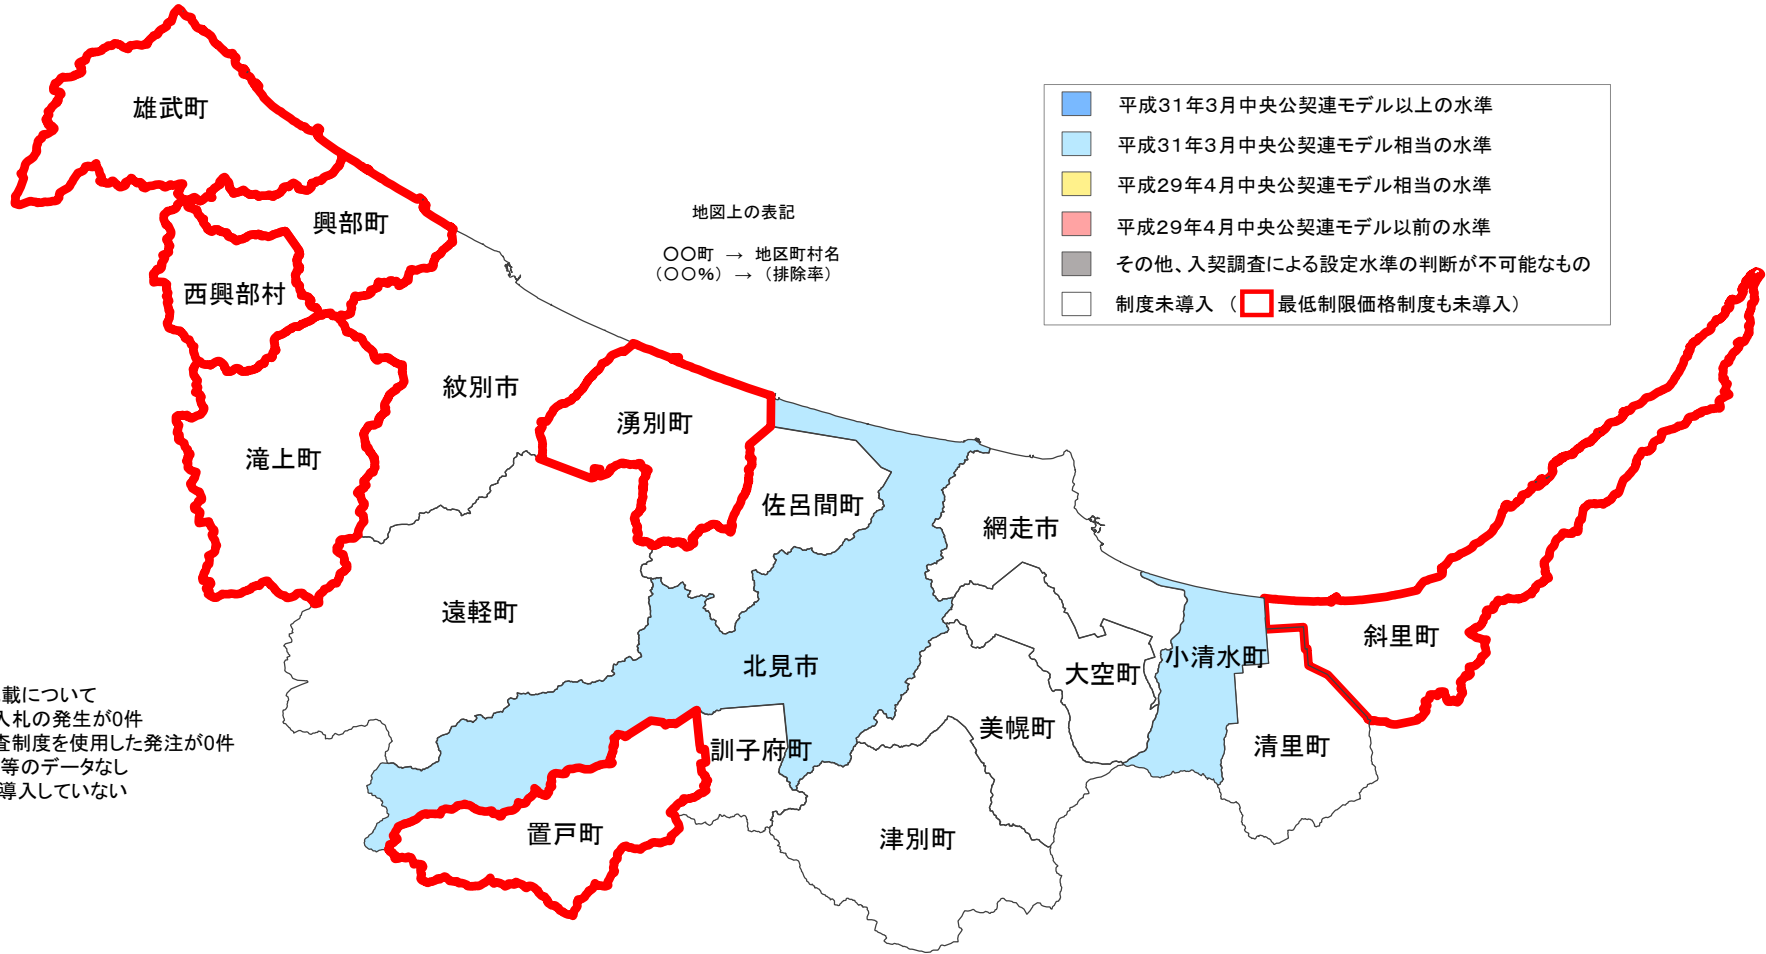 雄武町
興部町
西興部村
滝上町
紋別市
湧別町
佐呂間町
遠軽町
北見市
網走市
大空町
小清水町
斜里町
美幌町
清里町
訓子府町
置戸町
津別町
地図上の表記
〇〇町 → 地区町村名
(〇〇%) → (排除率)
平成31年3月中央公契連モデル以上の水準
平成31年3月中央公契連モデル相当の水準
平成29年4月中央公契連モデル相当の水準
平成29年4月中央公契連モデル以前の水準
その他、入契調査による設定水準の判断が不可能なもの
制度未導入 ( 最低制限価格制度も未導入)
載について
入札の発生が0件
査制度を使用した発注が0件
等のデータなし
導入していない